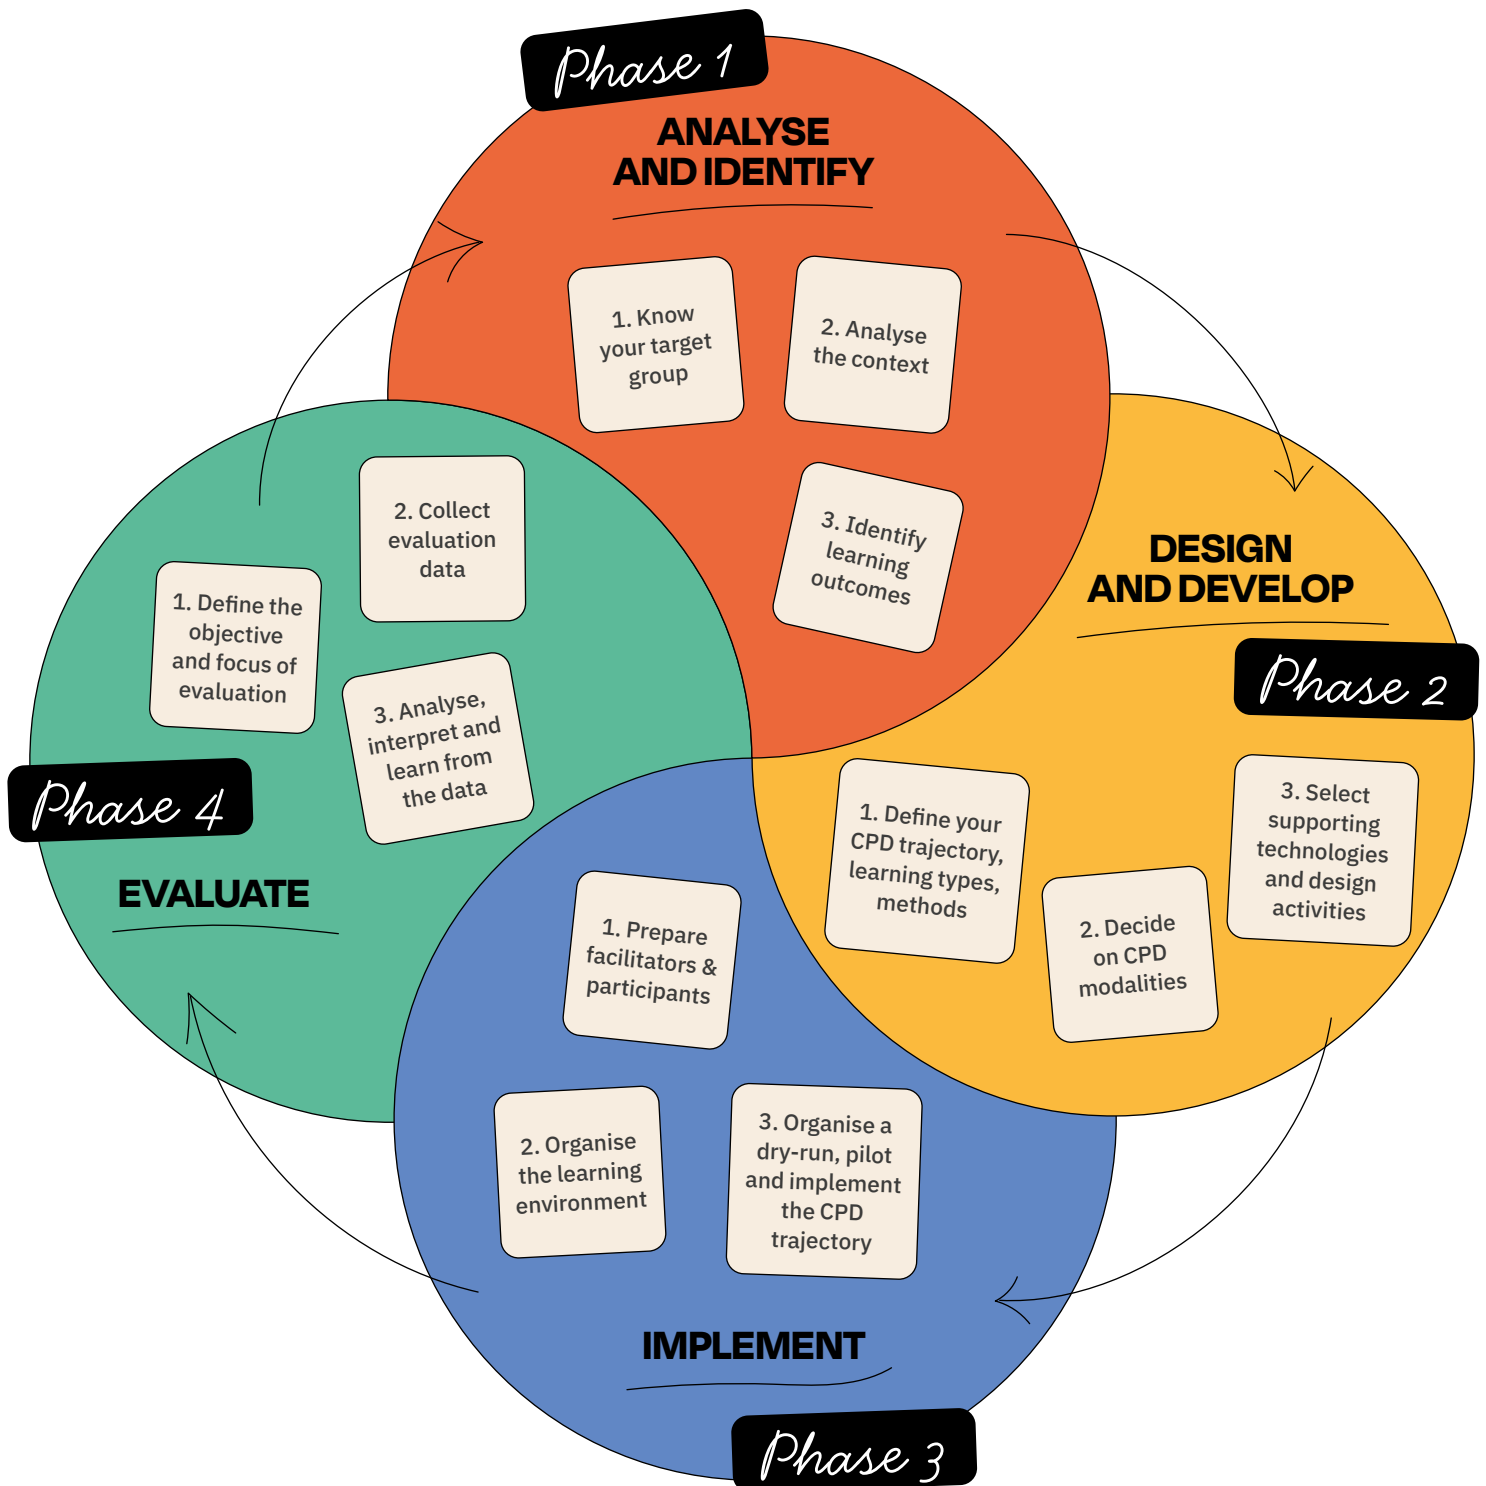 Phase 1
ANALYSE
AND IDENTIFY
1. Know
your target
group
2. Analyse
the context
3. Identify
learning
outcomes
DESIGN
AND DEVELOP
Phase 2
1. Define your
CPD trajectory,
learning types,
methods
2. Decide
on CPD
modalities
3. Select
supporting
technologies
and design
activities
1. Prepare
facilitators &
participants
2. Organise
the learning
environment
3. Organise a
dry-run, pilot
and implement
the CPD
trajectory
IMPLEMENT
Phase 3
1. Define the
objective
and focus of
evaluation
2. Collect
evaluation
data
3. Analyse,
interpret and
learn from
the data
Phase 4
EVALUATE